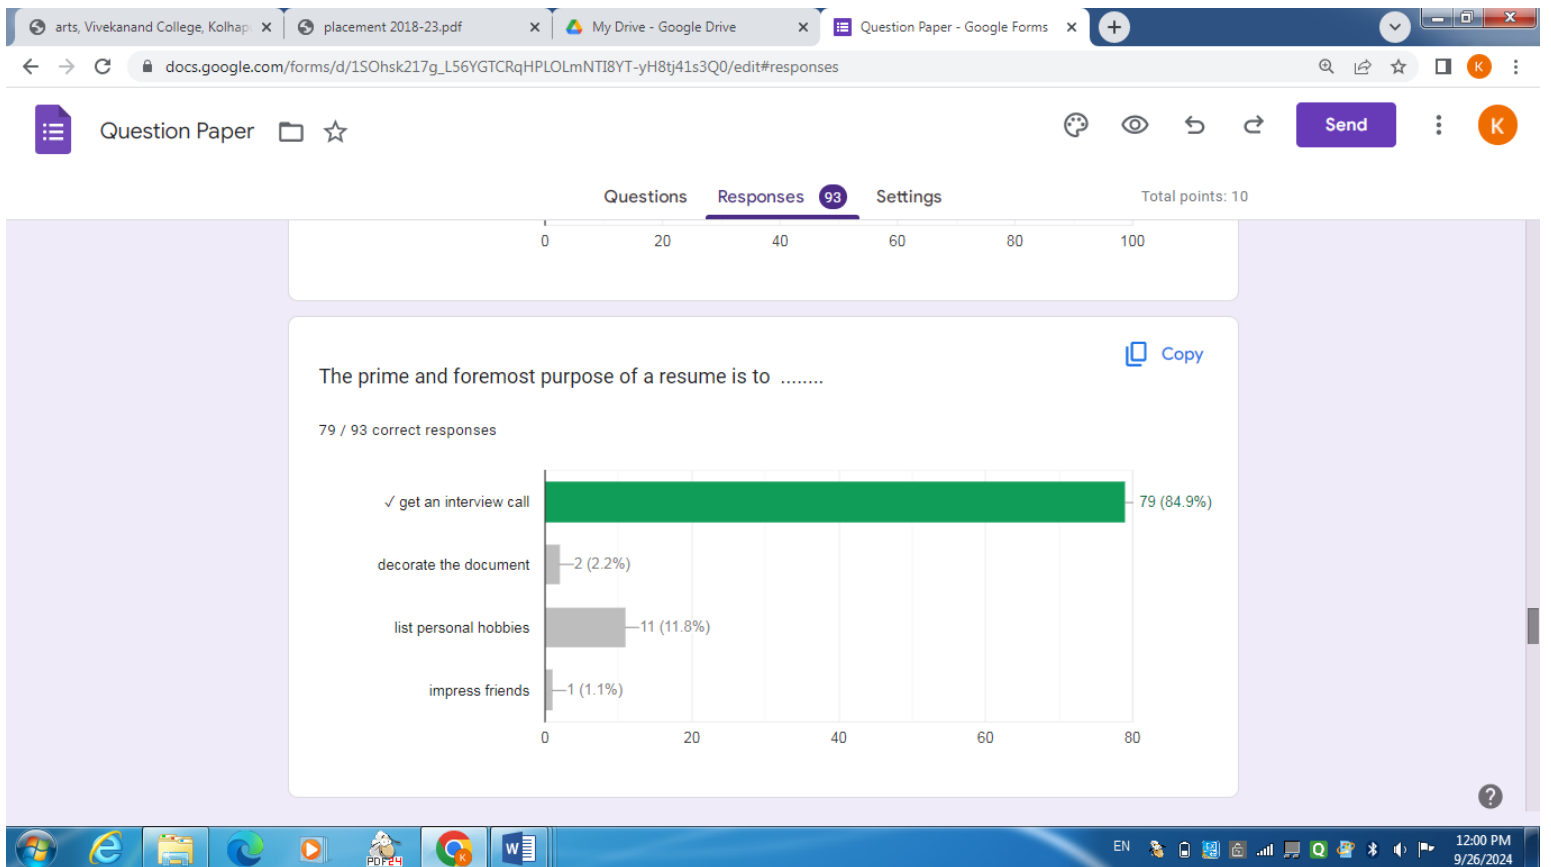 arts, Vivekanand College, Kolhap
placement 2018-23.pdf
My Drive - Google Drive
Question Paper - Google Forms
docs.google.com/forms/d/1SOhsk217g_L56YGTCRqHPLOLmNTI8YT-yH8tj41s3Q0/edit#responses
K
Question Paper
Send
K
Questions
Responses 93
Settings
Total points: 10
0 20 40 60 80 100
Copy
The prime and foremost purpose of a resume is to ........
79 / 93 correct responses
✓ get an interview call 79 (84.9%)
decorate the document 2 (2.2%)
list personal hobbies 11 (11.8%)
impress friends 1 (1.1%)
0 20 40 60 80
PDF24
K
W
EN
Q
12:00 PM
9/26/2024